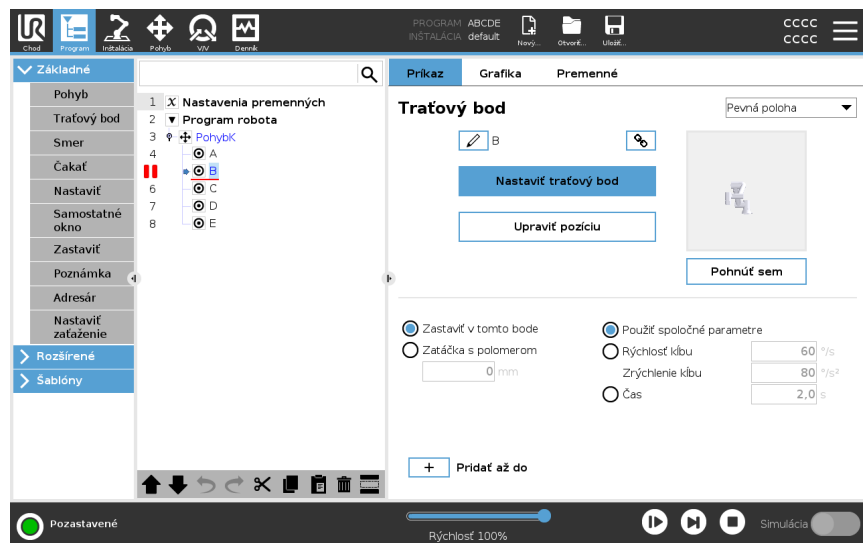 PROGRAM ABCDE
INŠTALÁCIA default
Chod
Program
Inštalácia
Pohyb
V/V
Denník
Nový...
Otvoriť...
Uložiť...
CCCC
CCCC
Základné
Pohyb
Traťový bod
Smer
Čakať
Nastaviť
Samostatné
okno
Zastaviť
Poznámka
Adresár
Nastaviť
zaťaženie
Rozšírené
Šablóny
1 X Nastavenia premenných
2 Program robota
3 PohybK
4 A
B
6 C
7 D
8 E
Príkaz
Grafika
Premenné
Traťový bod
Pevná poloha
B
Nastaviť traťový bod
Upraviť pozíciu
Pohnúť sem
Zastaviť v tomto bode
Zatáčka s polomerom
0 mm
Použiť spoločné parametre
Rýchlosť kĺbu 60 °/s
Zrýchlenie kĺbu 80 °/s²
Čas 2,0 s
+ Pridať až do
Pozastavené
Rýchlosť 100%
Simulácia